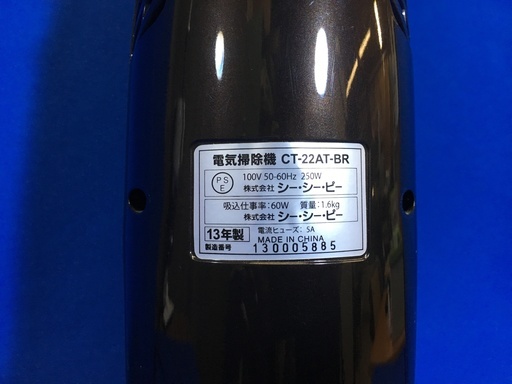 電気掃除機 CT-22AT-BR
PSE 100V 50-60Hz 250W
株式会社 シー・シー・ピー
吸込仕事率:60W 質量:1.6kg
株式会社 シー・シー・ピー
13年製 電流ヒューズ: 5A
MADE IN CHINA
製造番号 130005885